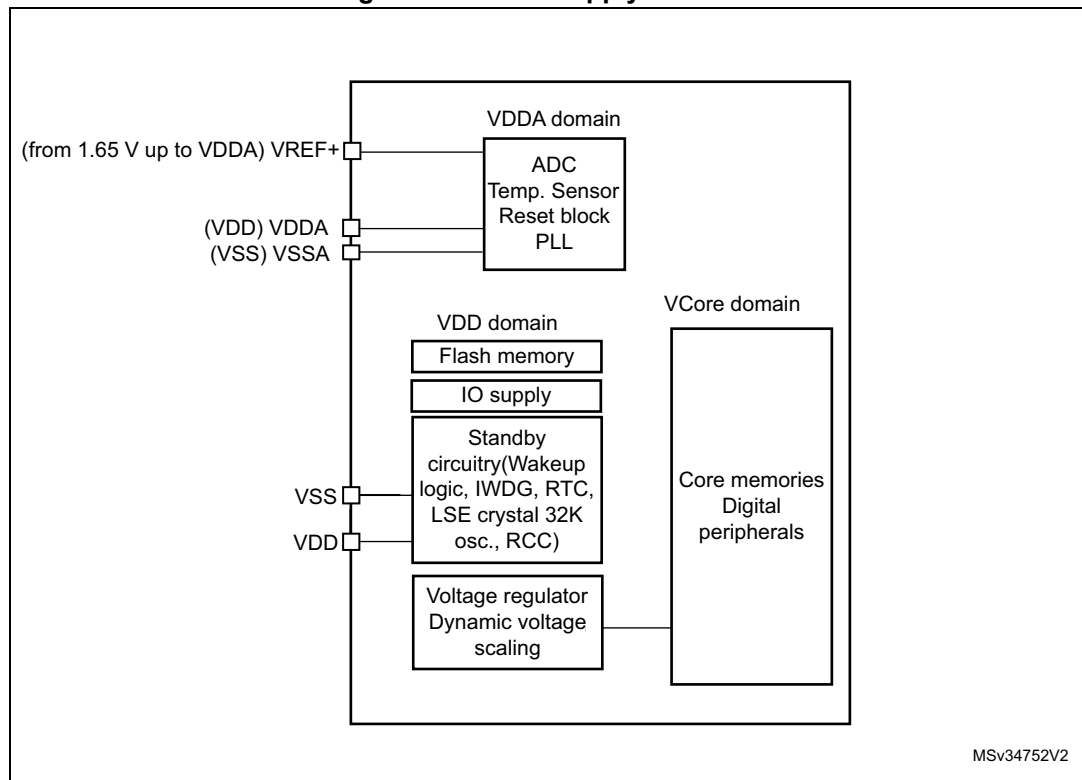 VDDA domain
(from 1.65 V up to VDDA) VREF+
ADC
Temp. Sensor
Reset block
PLL
(VDD) VDDA
(VSS) VSSA
VCore domain
VDD domain
Flash memory
IO supply
Standby
circuitry(Wakeup
logic, IWDG, RTC,
LSE crystal 32K
osc., RCC)
VSS
VDD
Core memories
Digital
peripherals
Voltage regulator
Dynamic voltage
scaling
MSv34752V2